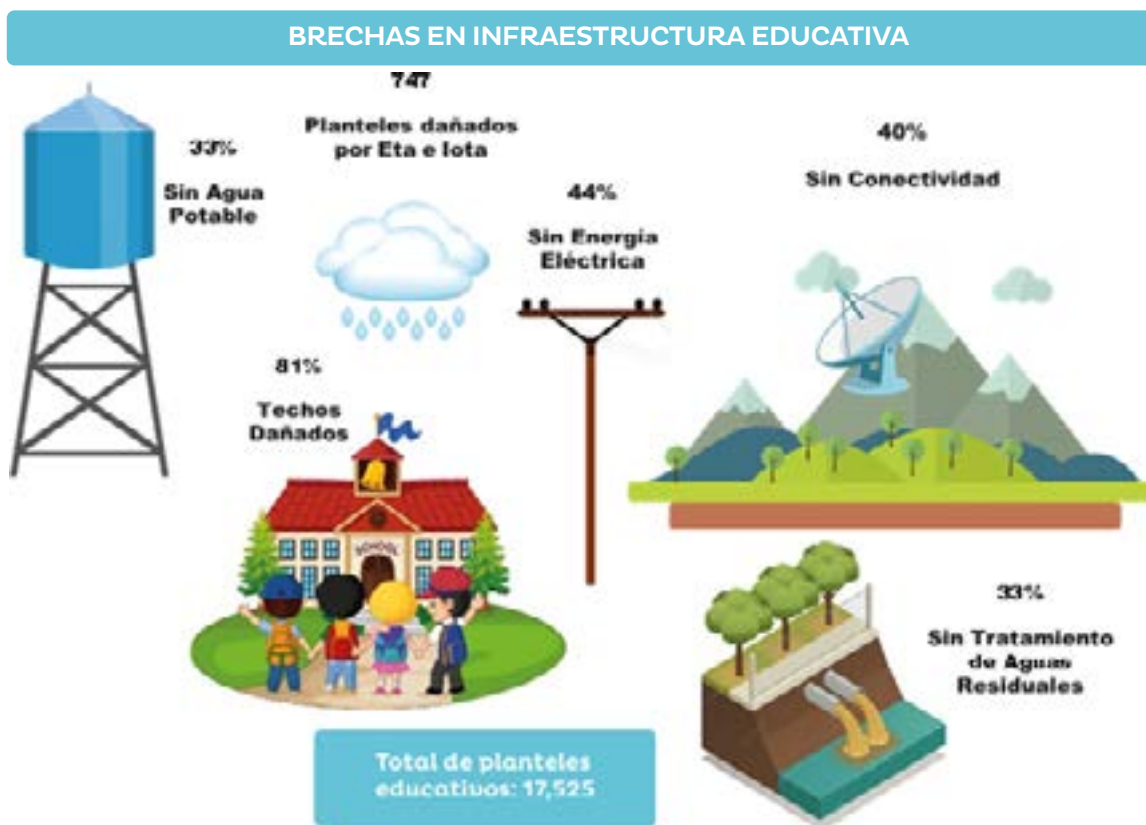 BRECHAS EN INFRAESTRUCTURA EDUCATIVA
747
Planteles dañados
por Eta e Iota
33%
Sin Agua
Potable
44%
Sin Energía
Eléctrica
40%
Sin Conectividad
81%
Techos
Dañados
SCHOOL
33%
Sin Tratamiento
de Aguas
Residuales
Total de planteles
educativos: 17,525